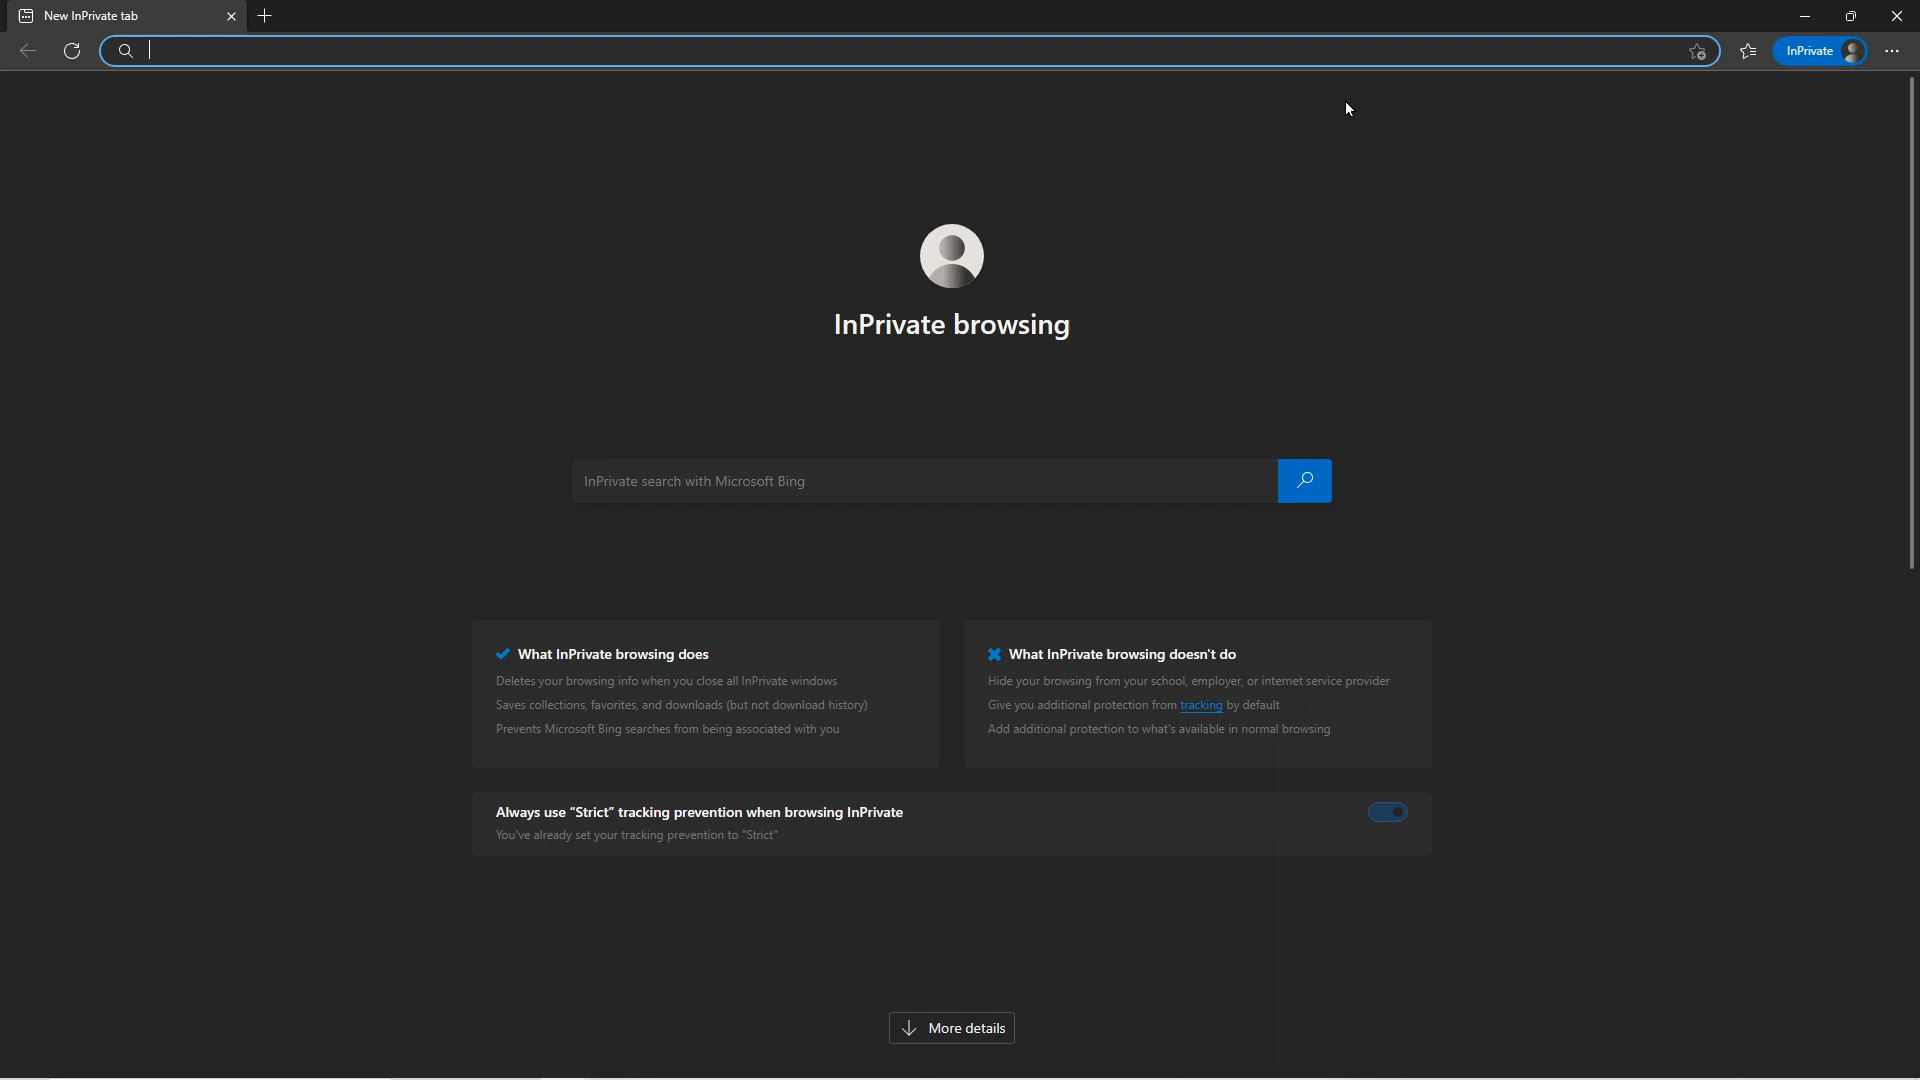 New InPrivate tab
InPrivate
InPrivate browsing
InPrivate search with Microsoft Bing
What InPrivate browsing does
Deletes your browsing info when you close all InPrivate windows
Saves collections, favorites, and downloads (but not download history)
Prevents Microsoft Bing searches from being associated with you
What InPrivate browsing doesn't do
Hide your browsing from your school, employer, or internet service provider
Give you additional protection from tracking by default
Add additional protection to what's available in normal browsing
Always use “Strict” tracking prevention when browsing InPrivate
You've already set your tracking prevention to "Strict"
More details